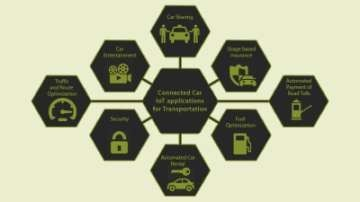 Car Sharing
Car
Entertainment
Usage based
Insurance
Traffic
and Route
Optimization
Connected Car
IoT applications
for Transportation
Automated
Payment of
Road Tolls
Security
Fuel
Optimization
Automated Car
Rental